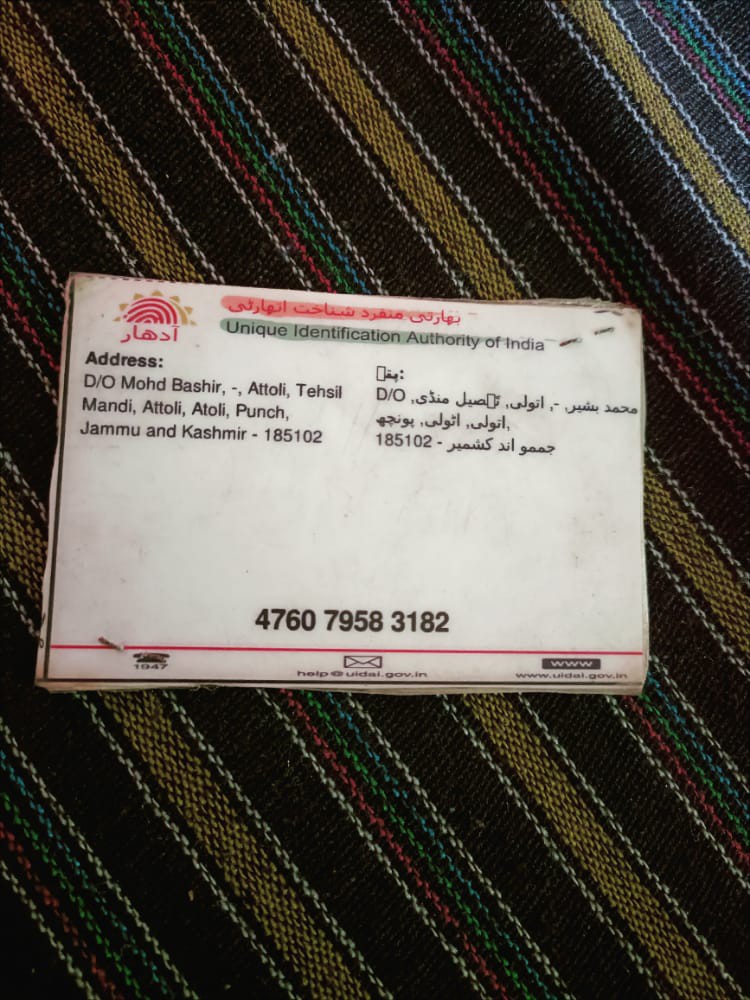 بھارتی منفرد شناخت اتھارٹی
آدھار
Unique Identification Authority of India
Address:
D/O Mohd Bashir, -, Attoli, Tehsil
Mandi, Attoli, Atoli, Punch,
Jammu and Kashmir - 185102
D/O محمد بشیر, -, اتولی,  منڈی,
اتولی, اٹولی, پونچھ,
جممو اند کشمیر - 185102
4760 7958 3182
1947
help@uidai.gov.in
WWW
www.uidai.gov.in